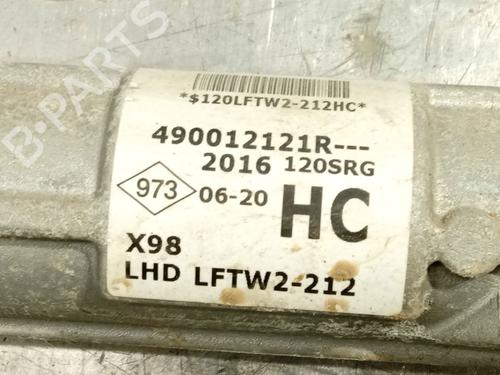 B-PARTS
*$120LFTW2-212HC*
490012121R---
2016 120SRG
973 06-20 HC
X98
LHD LFTW2-212